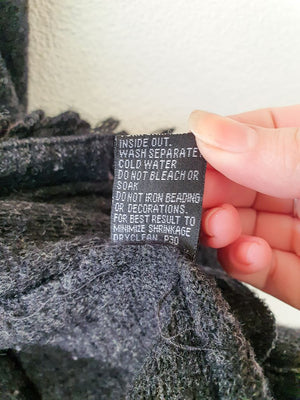 INSIDE OUT.
WASH SEPARATE
COLD WATER
DO NOT BLEACH OR
SOAK
DO NOT IRON BEADING
OR DECORATIONS.
FOR BEST RESULT TO
MINIMIZE SHRINKAGE
DRYCLEAN P30